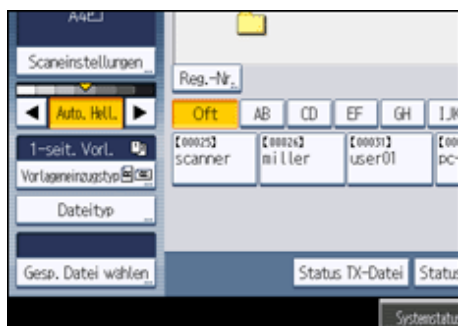 A4
Scaneinstellungen
Reg.-Nr.
Auto. Hell.
Oft AB CD EF GH IJK
1-seit. Vorl.
[00025] [00026] [00031]
scanner miller user01 pc-
Vorlageneinzugstyp
Dateityp
Gesp. Datei wählen
Status TX-Datei Status
Systemstatus